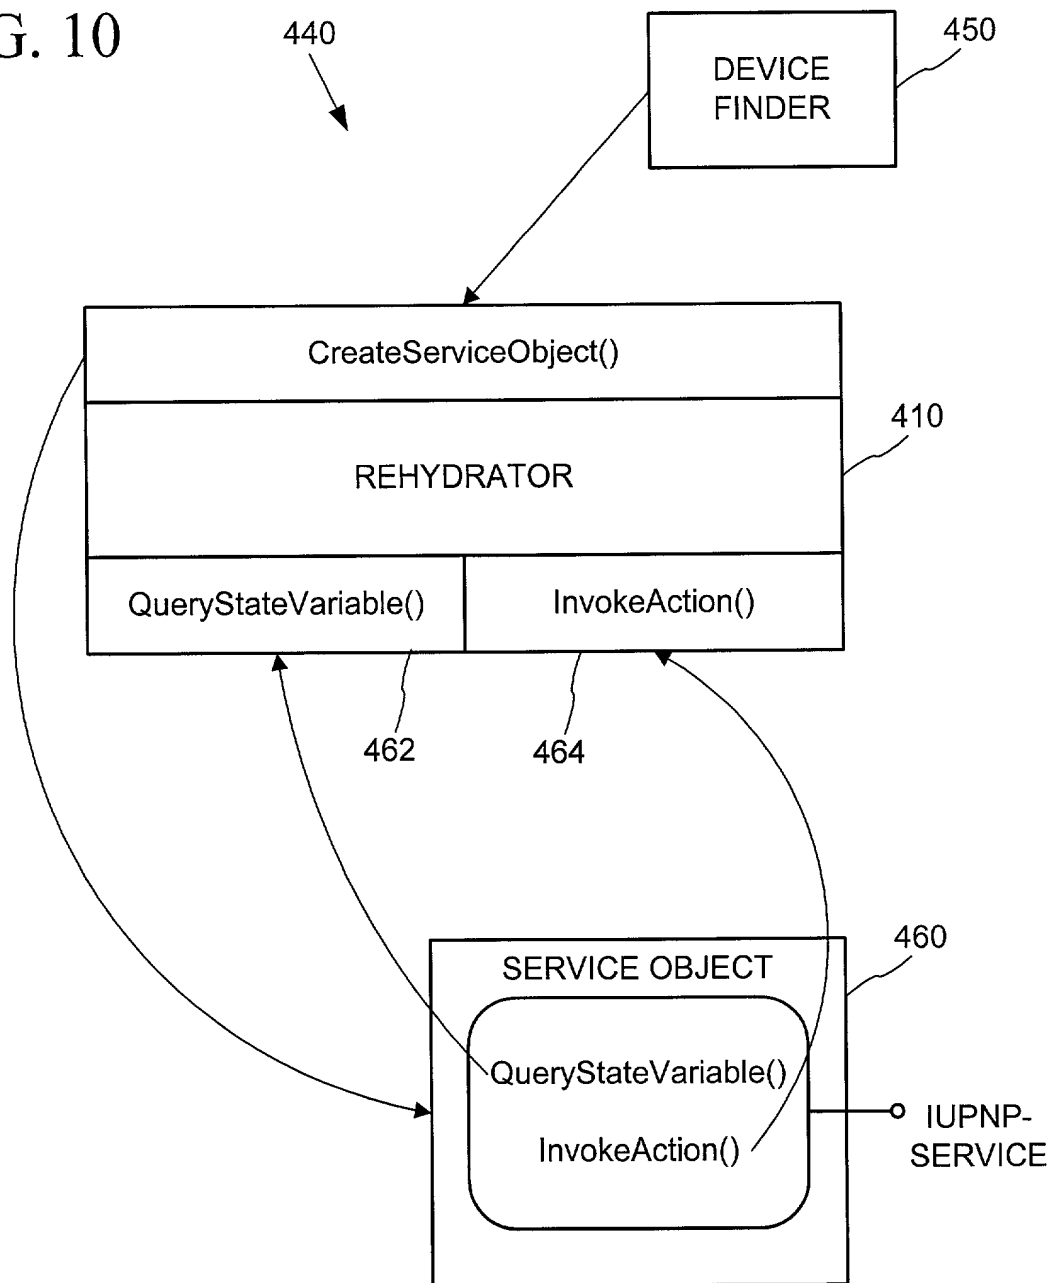 G. 10
440
450
DEVICE
FINDER
CreateServiceObject()
410
REHYDRATOR
QueryStateVariable()
InvokeAction()
462
464
460
SERVICE OBJECT
QueryStateVariable()
InvokeAction()
IUPNP-
SERVICE